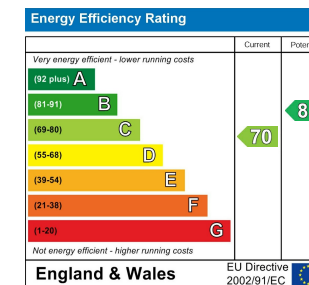 Energy Efficiency Rating
Current
Very energy efficient - lower running costs
(92 plus) A
(81-91) B
(69-80) C
(55-68) D
(39-54) E
(21-38) F
(1-20) G
70
Not energy efficient - higher running costs
England & Wales
EU Directive
2002/91/EC